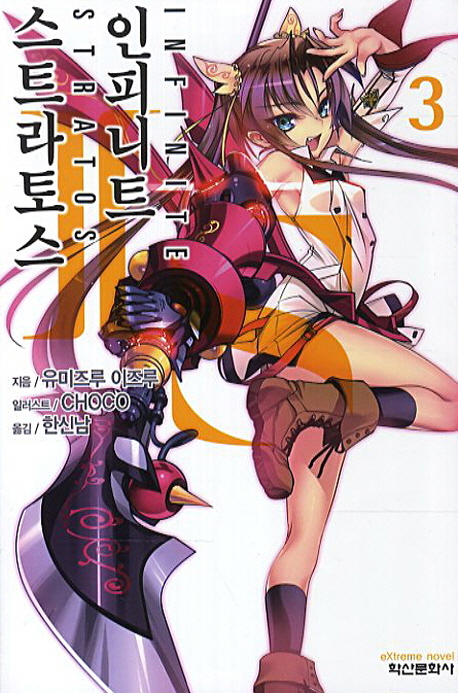 인피니트
스트라토스
INFINITE
STRATOS
IS
3
지음 / 유미즈루 이즈루
일러스트 / CHOCO
옮김 / 한신남
eXtreme novel
학산문화사